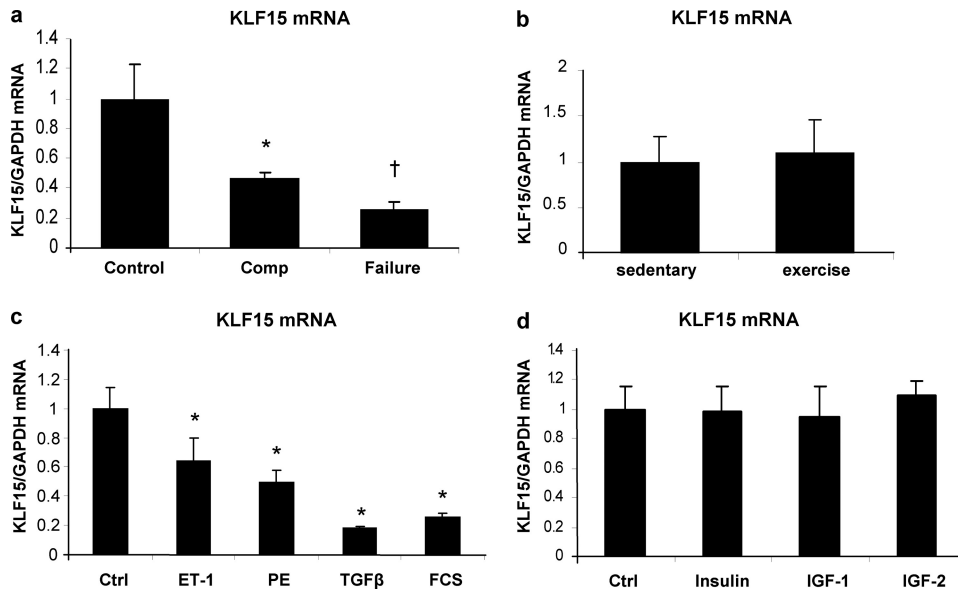 a
KLF15 mRNA
KLF15/GAPDH mRNA
1.4
1.2
1
0.8
0.6
0.4
0.2
0
*
†
Control Comp Failure
b
KLF15 mRNA
KLF15/GAPDH mRNA
2
1.5
1
0.5
0
sedentary exercise
c
KLF15 mRNA
KLF15/GAPDH mRNA
1.4
1.2
1
0.8
0.6
0.4
0.2
0
* * * *
Ctrl ET-1 PE TGFβ FCS
d
KLF15 mRNA
KLF15/GAPDH mRNA
14
12
1
0.8
0.6
0.4
0.2
0
Ctrl Insulin IGF-1 IGF-2